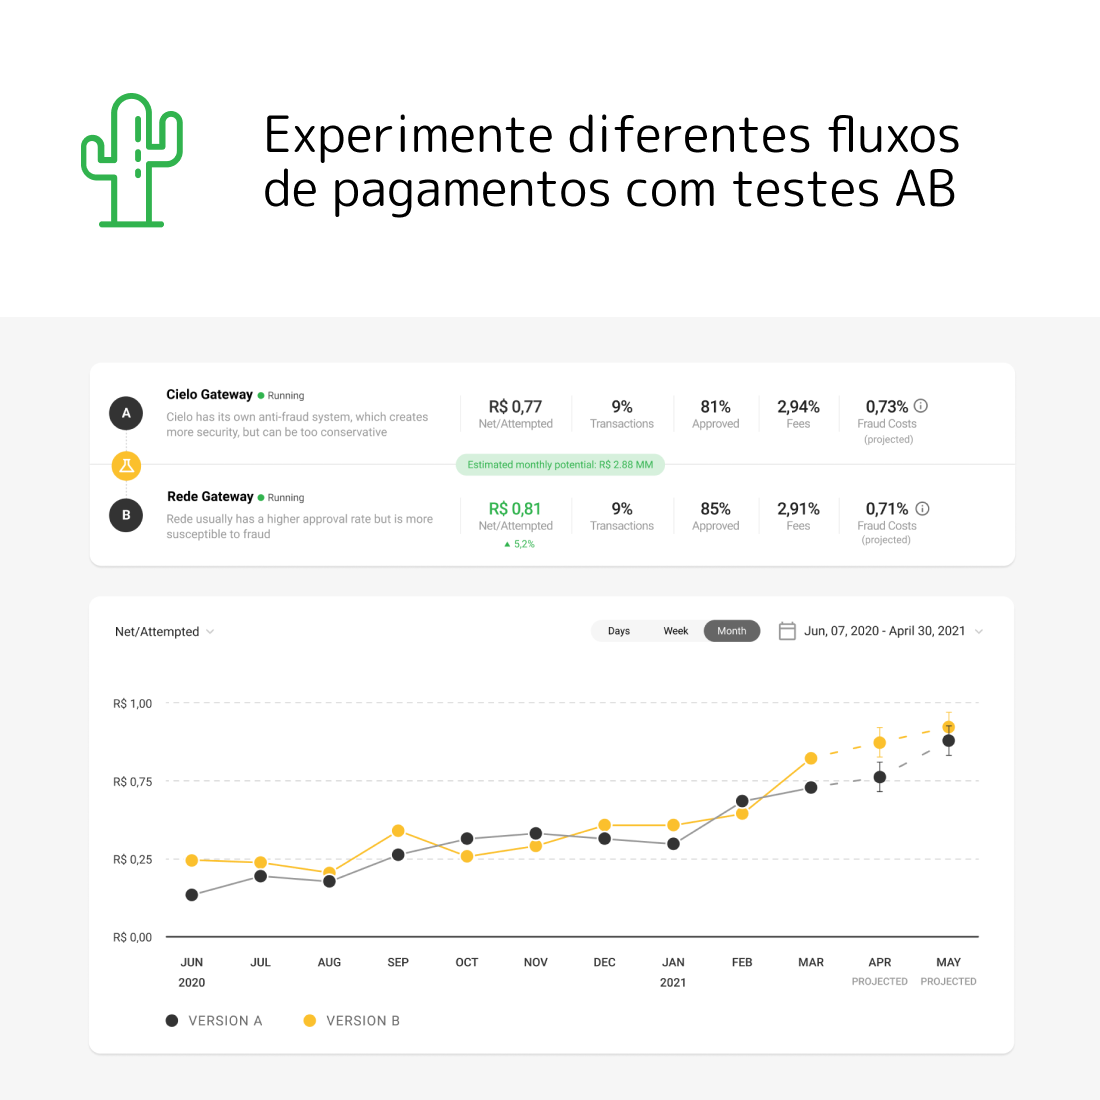 Experimente diferentes fluxos
de pagamentos com testes AB
A
Cielo Gateway Running
Cielo has its own anti-fraud system, which creates
more security, but can be too conservative
R$ 0,77 9% 81% 2,94% 0,73%
Net/Attempted Transactions Approved Fees Fraud Costs
(projected)
Estimated monthly potential: R$ 2.88 MM
B
Rede Gateway Running
Rede usually has a higher approval rate but is more
susceptible to fraud
R$ 0,81 9% 85% 2,91% 0,71%
Net/Attempted Transactions Approved Fees Fraud Costs
(projected)
▲ 5,2%
Net/Attempted Days Week Month Jun, 07, 2020 - April 30, 2021
R$ 1,00
R$ 0,75
R$ 0,25
R$ 0,00
JUN JUL AUG SEP OCT NOV DEC JAN FEB MAR APR MAY
2020 2021 PROJECTED PROJECTED
VERSION A VERSION B